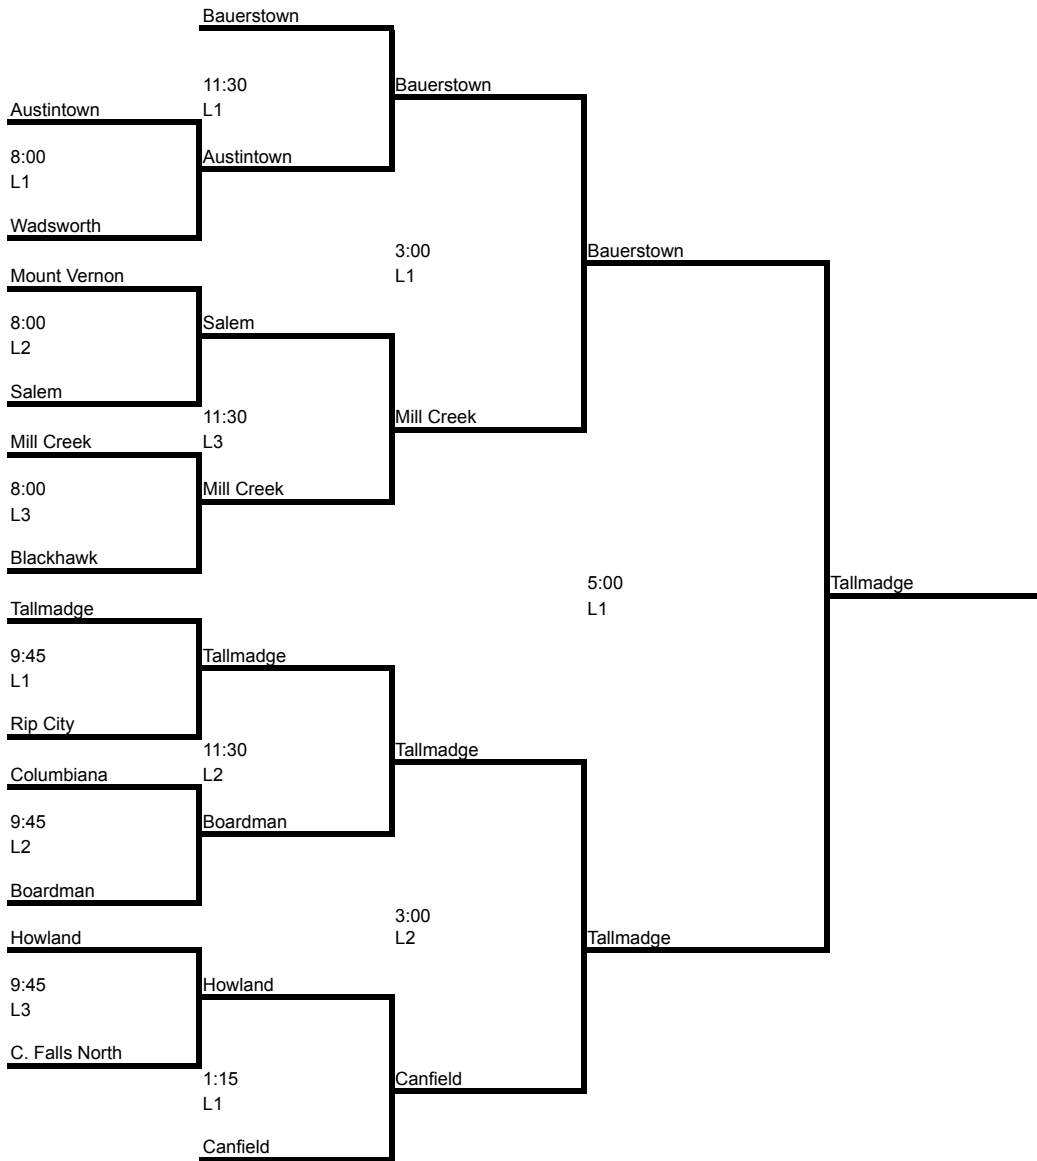 Bauerstown
11:30
L1
Bauerstown
Austintown
8:00
L1
Austintown
Wadsworth
3:00
L1
Bauerstown
Mount Vernon
8:00
L2
Salem
Salem
11:30
L3
Mill Creek
Mill Creek
8:00
L3
Mill Creek
Blackhawk
5:00
L1
Tallmadge
Tallmadge
9:45
L1
Tallmadge
Rip City
11:30
L2
Tallmadge
Columbiana
9:45
L2
Boardman
Boardman
3:00
L2
Tallmadge
Howland
9:45
L3
Howland
C. Falls North
1:15
L1
Canfield
Canfield